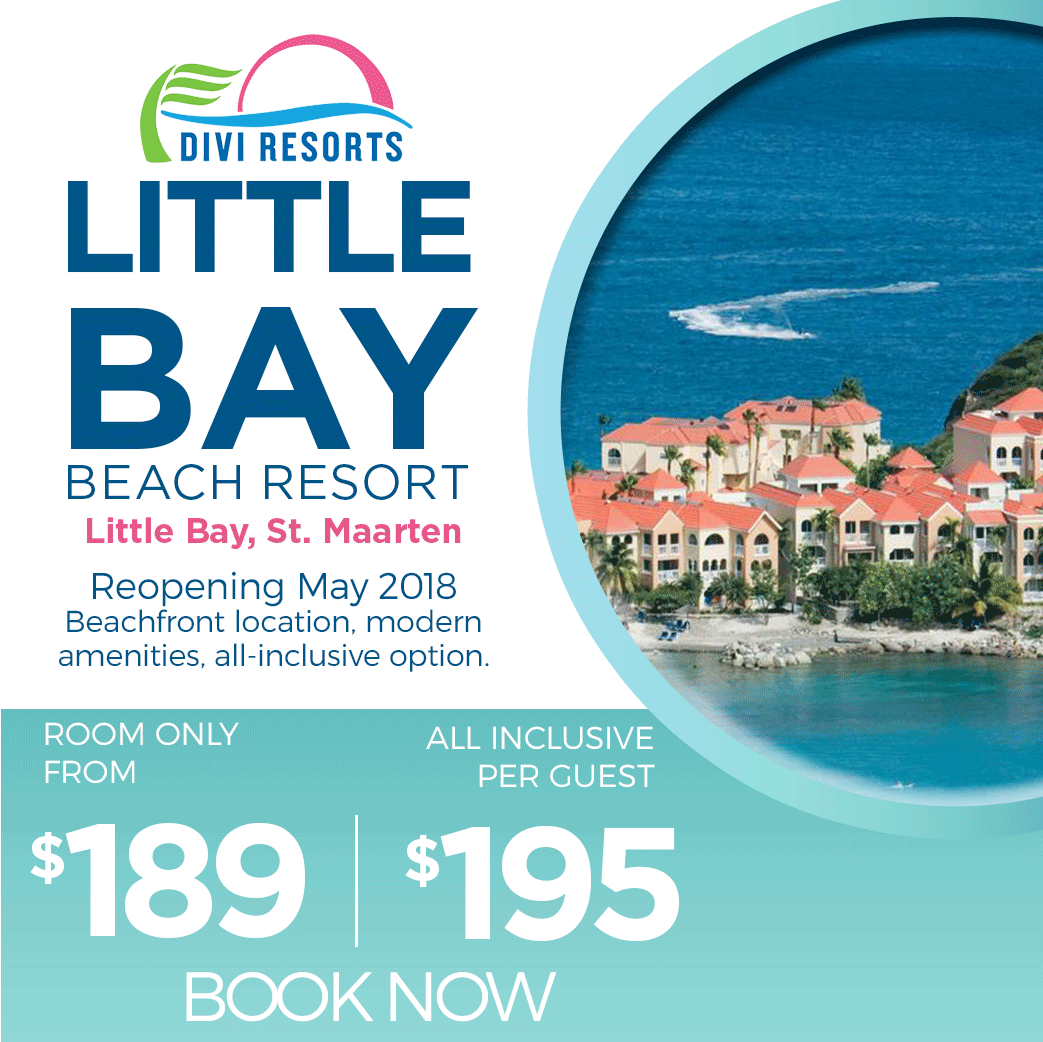 DIVI RESORTS
LITTLE
BAY
BEACH RESORT
Little Bay, St. Maarten
Reopening May 2018
Beachfront location, modern
amenities, all-inclusive option.
ROOM ONLY
FROM
$189
ALL INCLUSIVE
PER GUEST
$195
BOOK NOW